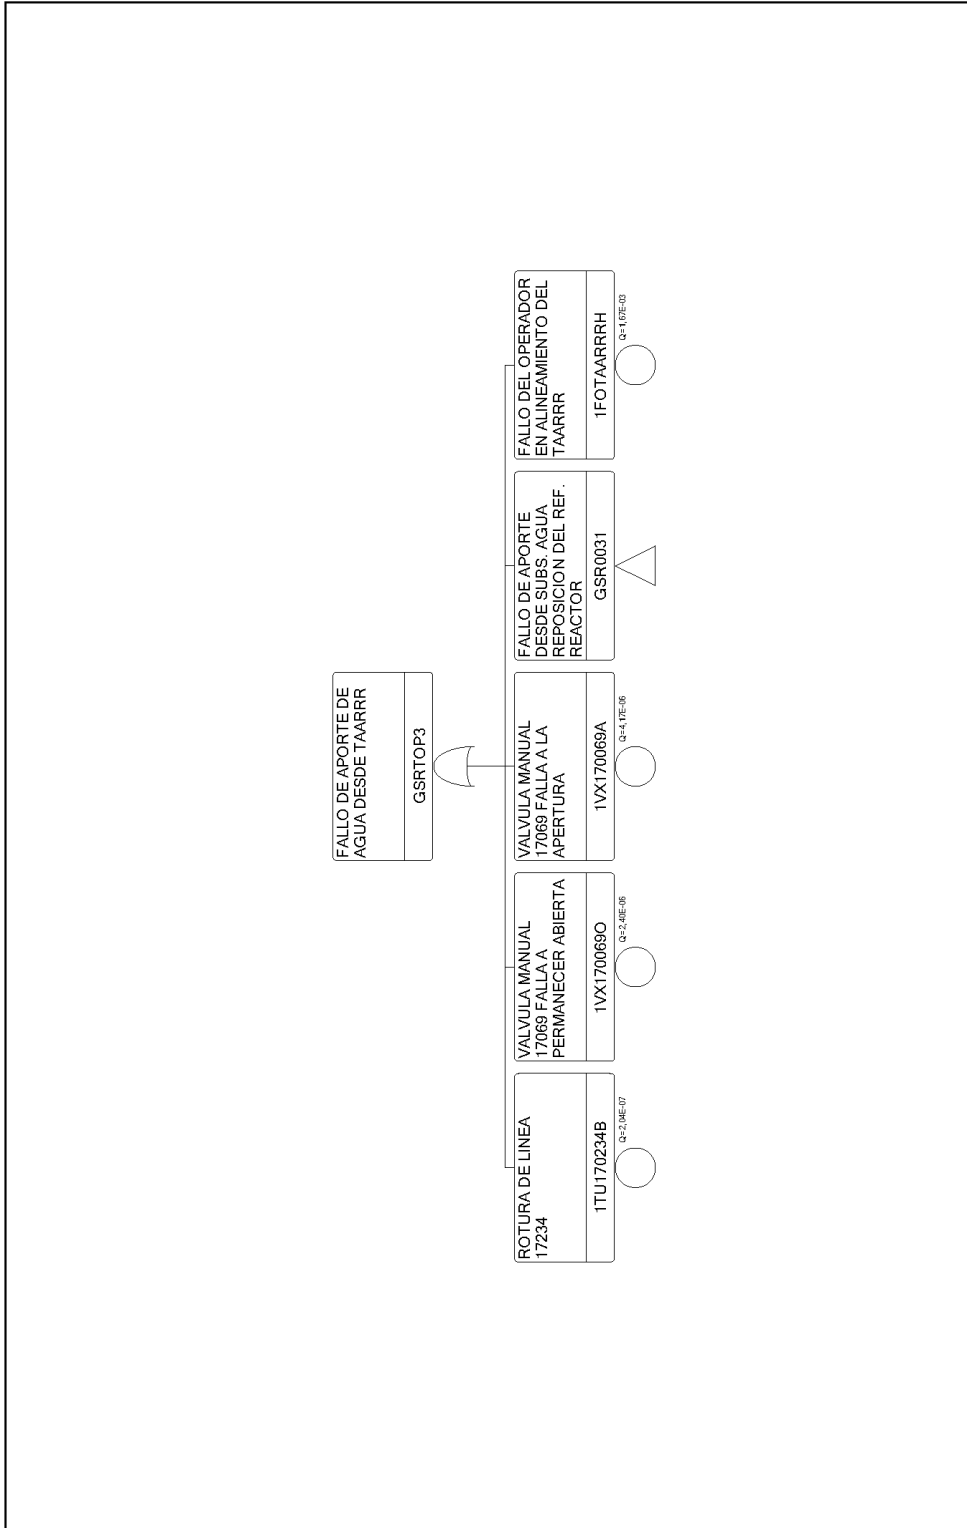 FALLO DE APORTE DE
AGUA DESDE TAARRR
GSRTOP3
ROTURA DE LINEA
17234
1TU170234B
Q=2,04E-07
VALVULA MANUAL
17069 FALLA A
PERMANECER ABIERTA
1VX170069O
Q=2,40E-06
VALVULA MANUAL
17069 FALLA A LA
APERTURA
1VX170069A
Q=4,17E-06
FALLO DE APORTE
DESDE SUBS. AGUA
REPOSICION DEL REF.
REACTOR
GSR0031
FALLO DEL OPERADOR
EN ALINEAMIENTO DEL
TAARRR
1FOTAARRRH
Q=1,67E-03